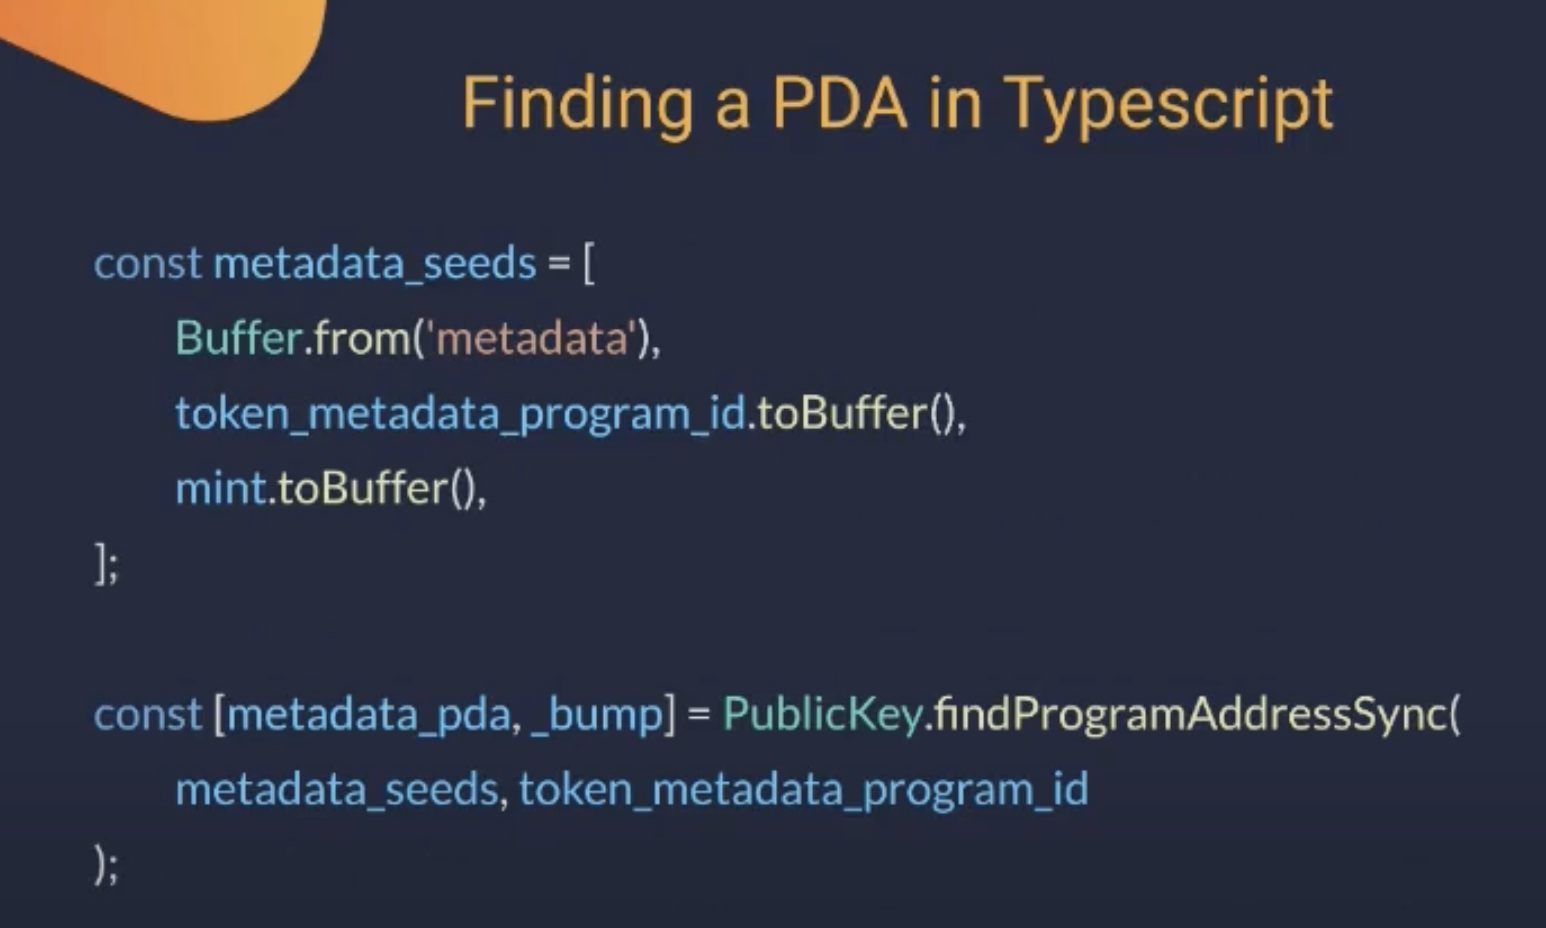 Finding a PDA in Typescript
const metadata_seeds = [
Buffer.from('metadata'),
token_metadata_program_id.toBuffer(),
mint.toBuffer(),
];
const [metadata_pda, _bump] = PublicKey.findProgramAddressSync(
metadata_seeds, token_metadata_program_id
);